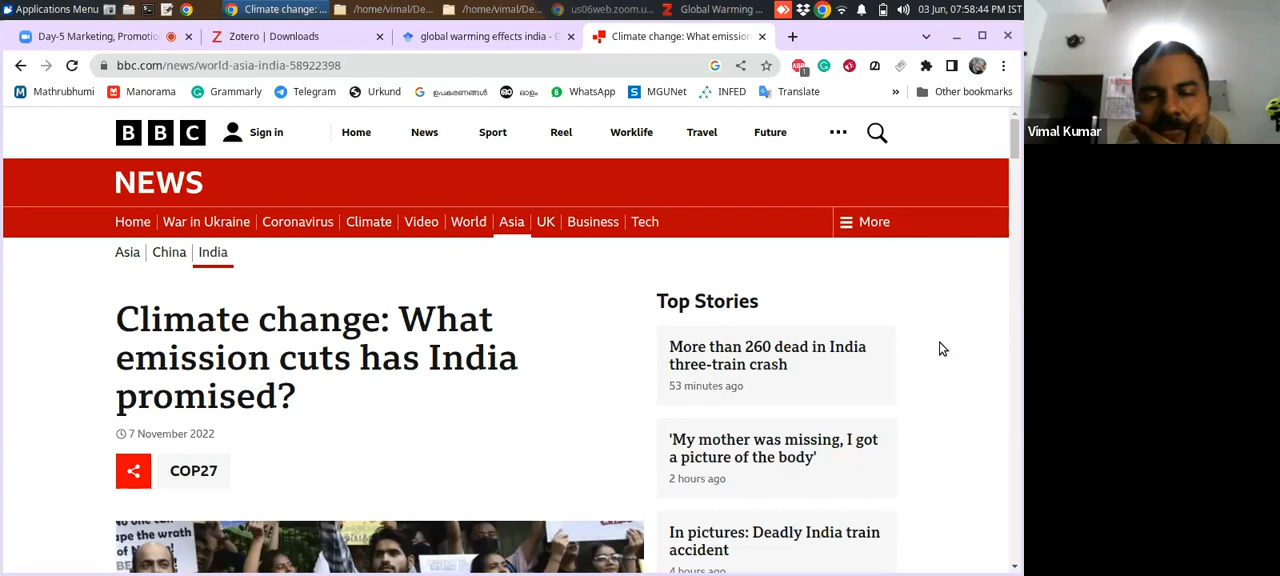 Applications Menu
Climate change: ...
/home/vimal/De...
/home/vimal/De...
us06web.zoom.u...
Global Warming ...
03 Jun, 07:58:44 PM IST
Day-5 Marketing, Promotio
Zotero | Downloads
global warming effects india - G
Climate change: What emission
bbc.com/news/world-asia-india-58922398
Mathrubhumi
Manorama
Grammarly
Telegram
Urkund
ഉപകരണങ്ങൾ
ഓളം
WhatsApp
MGUNet
INFED
Translate
»
Other bookmarks
BBC
Sign in
Home
News
Sport
Reel
Worklife
Travel
Future
NEWS
Home
War in Ukraine
Coronavirus
Climate
Video
World
Asia
UK
Business
Tech
More
Asia
China
India
Climate change: What
emission cuts has India
promised?
7 November 2022
COP27
Top Stories
More than 260 dead in India
three-train crash
53 minutes ago
'My mother was missing, I got
a picture of the body'
2 hours ago
In pictures: Deadly India train
accident
4 hours ago
Vimal Kumar